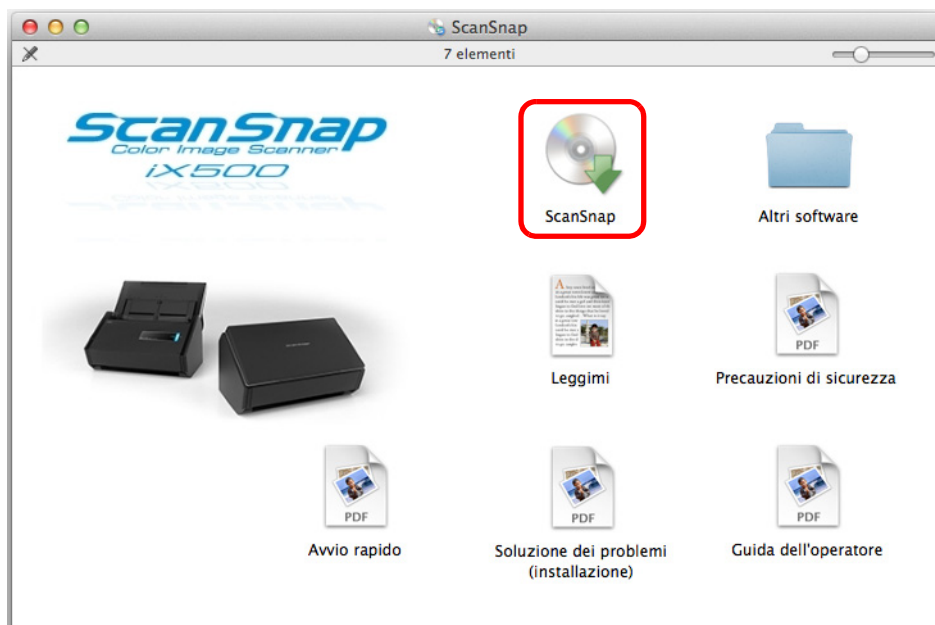 ScanSnap
7 elementi
ScanSnap
Color Image Scanner
iX500
ScanSnap
Altri software
PDF
Leggimi
Precauzioni di sicurezza
PDF
PDF
PDF
Avvio rapido
Soluzione dei problemi
(installazione)
Guida dell'operatore